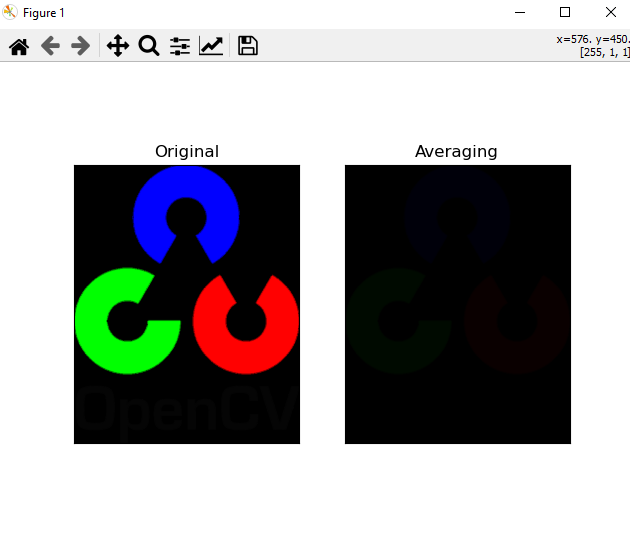 Figure 1
x=576. y=450.
[255, 1, 1]
Original
Averaging
OpenCV